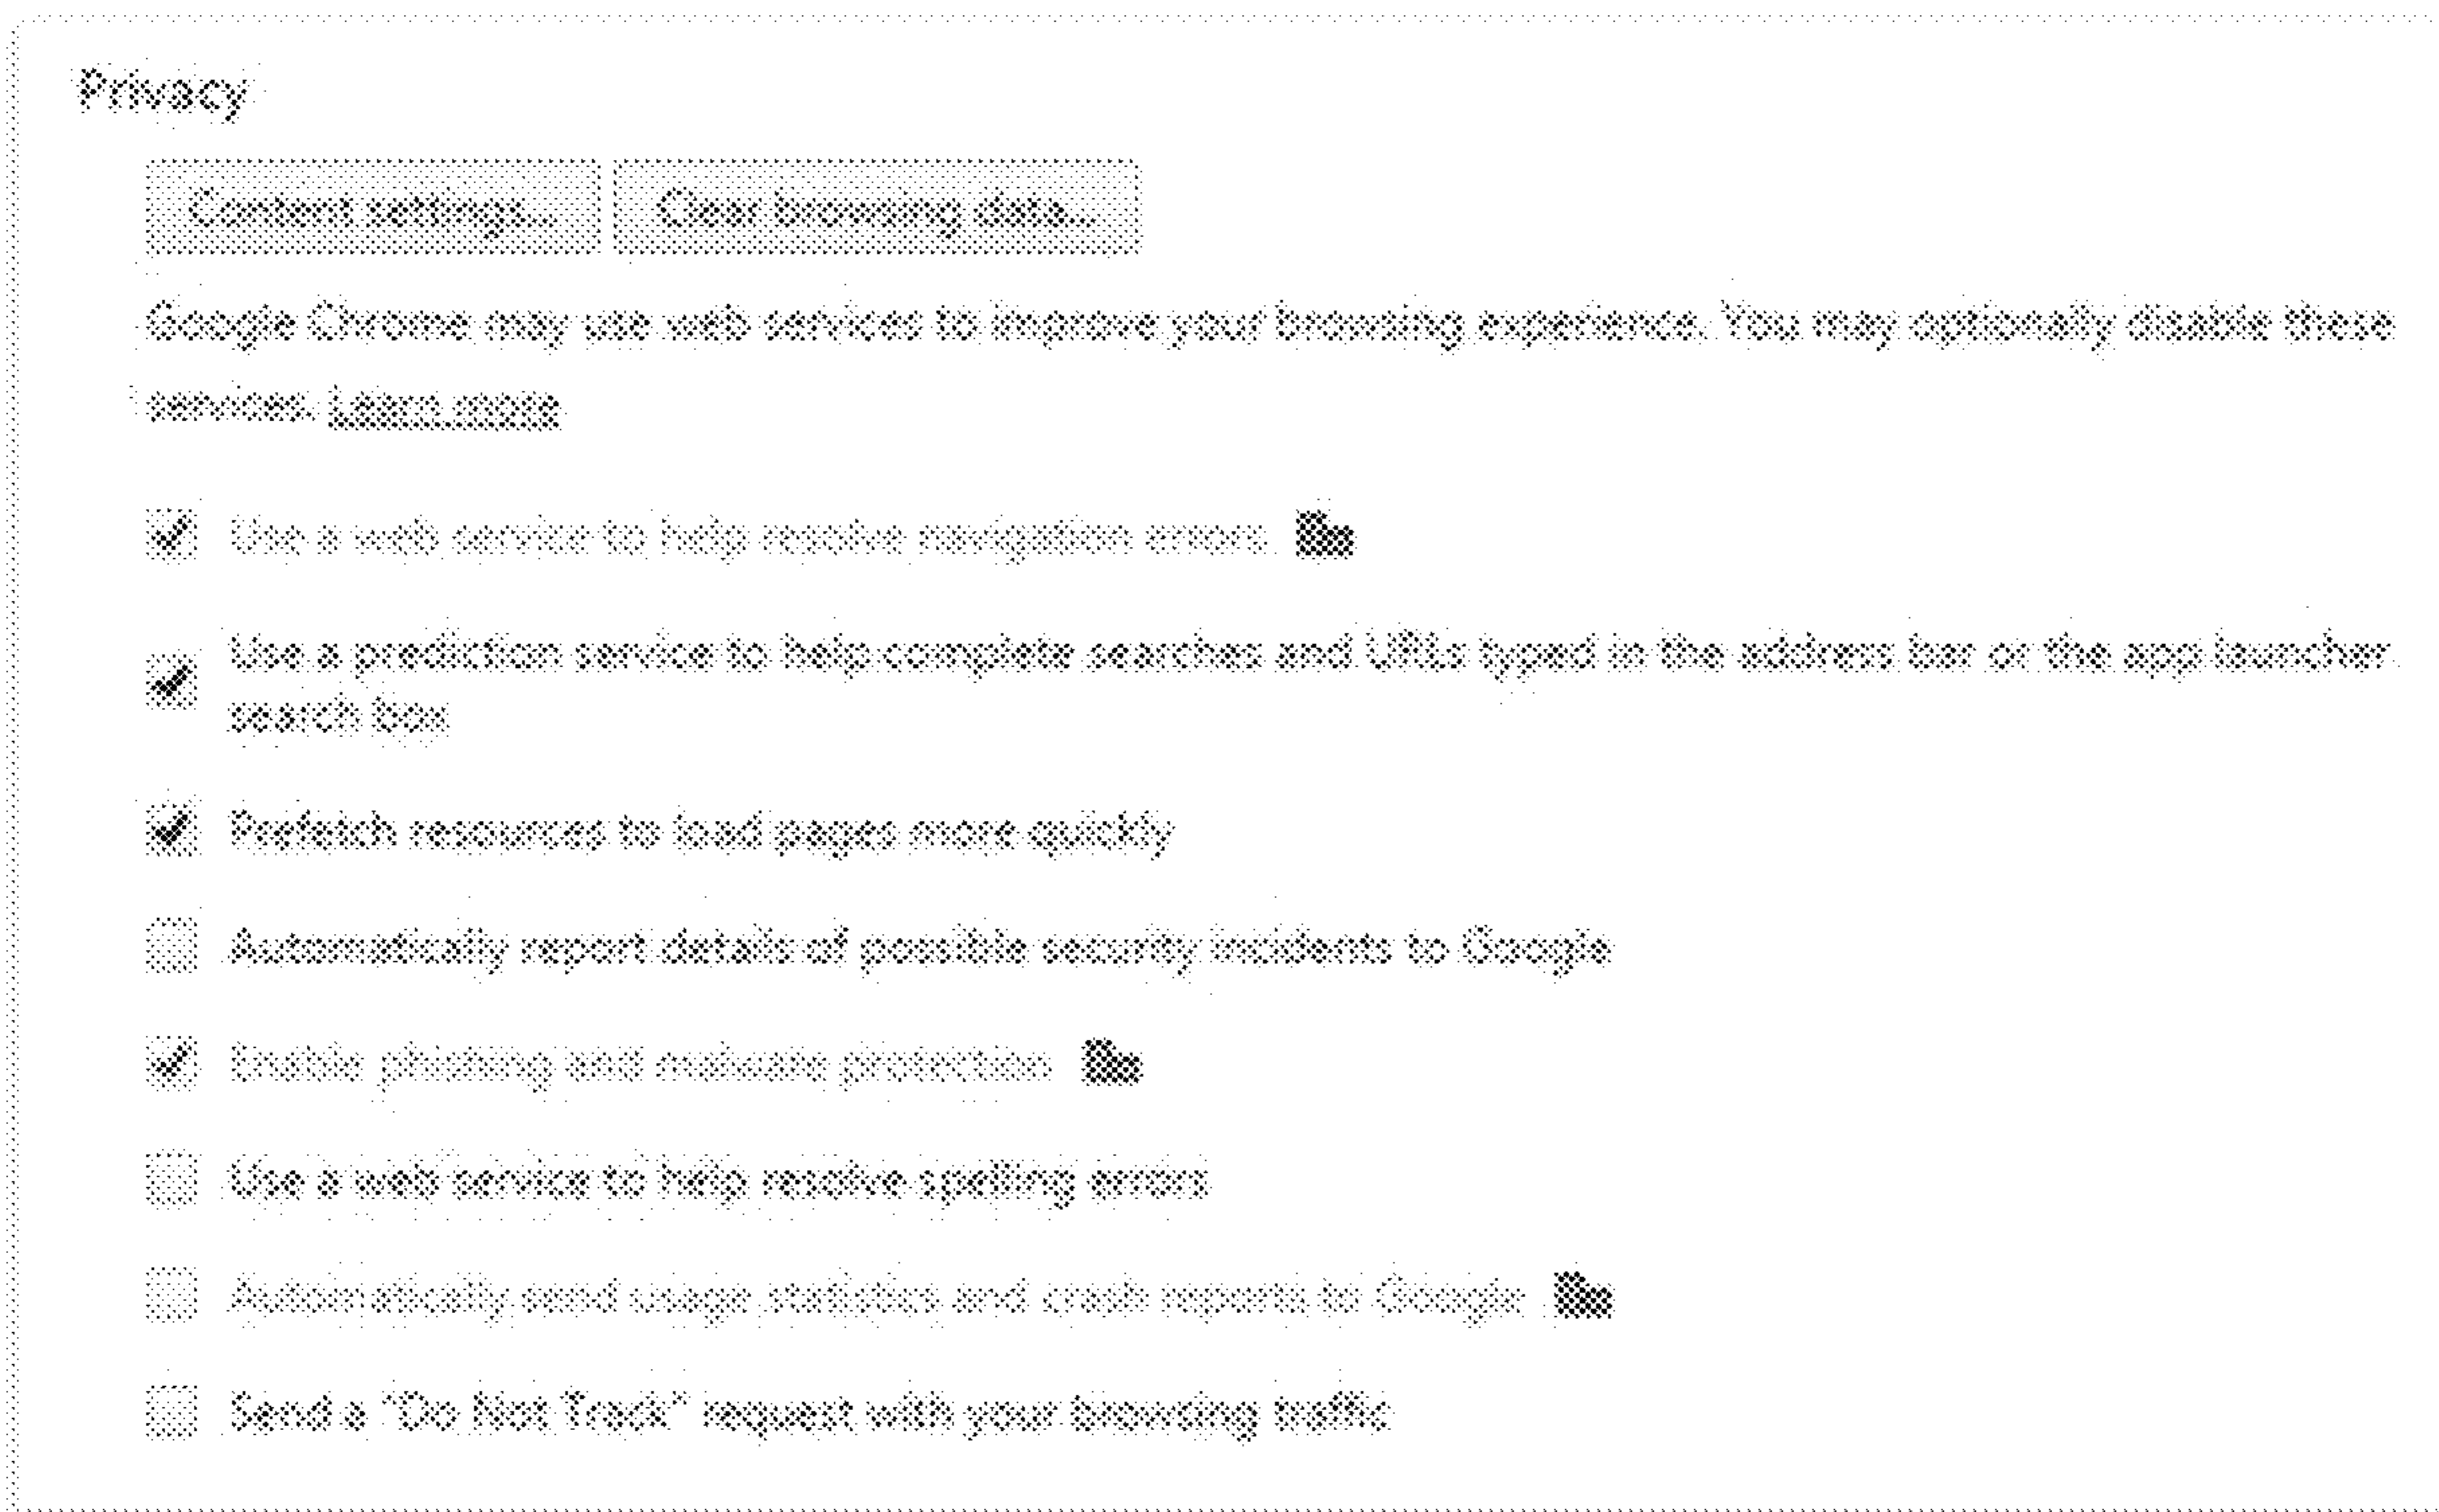 Privacy
Content settings... Clear browsing data...
Google Chrome may use web services to improve your browsing experience. You may optionally disable these
services. Learn more
Use a web service to help resolve navigation errors
Use a prediction service to help complete searches and URLs typed in the address bar or the app launcher
search box
Prefetch resources to load pages more quickly
Automatically report details of possible security incidents to Google
Enable phishing and malware protection
Use a web service to help resolve spelling errors
Automatically send usage statistics and crash reports to Google
Send a "Do Not Track" request with your browsing traffic